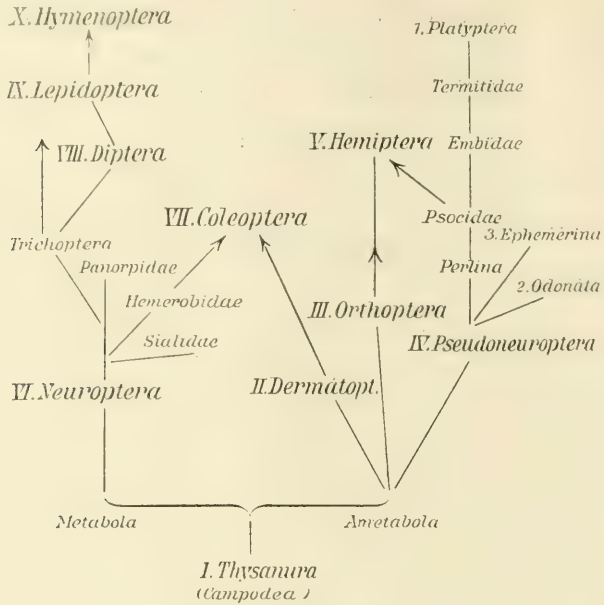 X. Hymenoptera
1. Platyptera
IX. Lepidoptera
Termitidae
VIII. Diptera
V. Hemiptera
Embidae
Psocidae
VII. Coleoptera
Trichoptera
3. Ephemerina
Panorpidae
Perlina
2. Odonata
Hemerobidae
III. Orthoptera
Sialidae
IV. Pseudoneuroptera
VI. Neuroptera
II. Dermatopt.
Metabola
Ametabola
I. Thysanura
(Campodea)